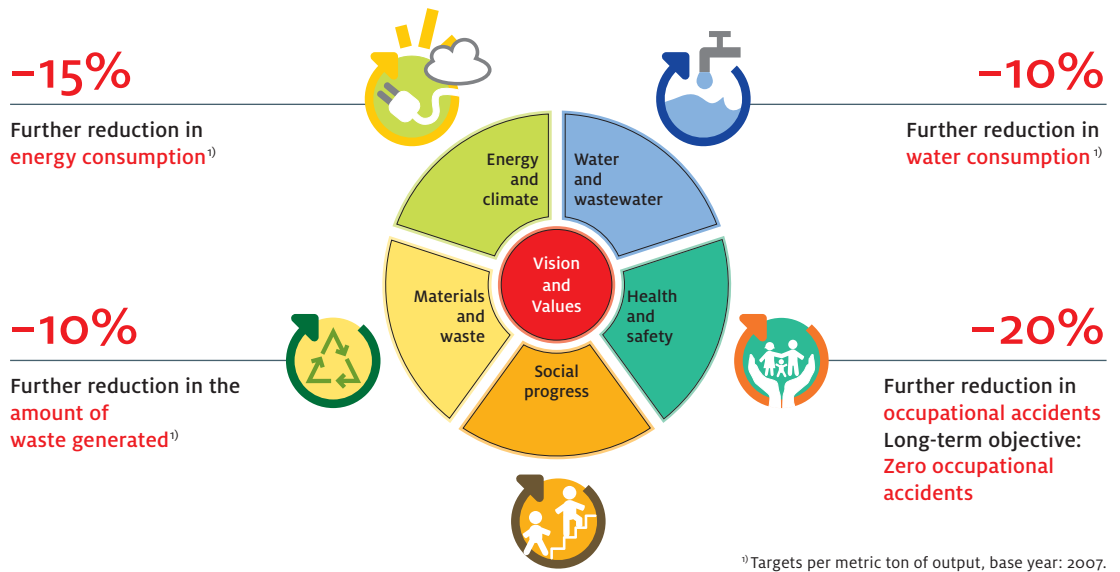 –15%
Further reduction in
energy consumption¹⁾
–10%
Further reduction in
water consumption¹⁾
Energy
and
climate
Water
and
wastewater
Vision
and
Values
Materials
and
waste
Health
and
safety
Social
progress
–10%
Further reduction in the
amount of
waste generated¹⁾
–20%
Further reduction in
occupational accidents
Long-term objective:
Zero occupational
accidents
¹⁾ Targets per metric ton of output, base year: 2007.